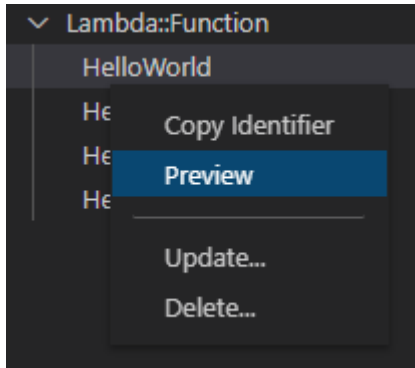 Lambda::Function
HelloWorld
He
Copy Identifier
He
Preview
He
Update...
Delete...